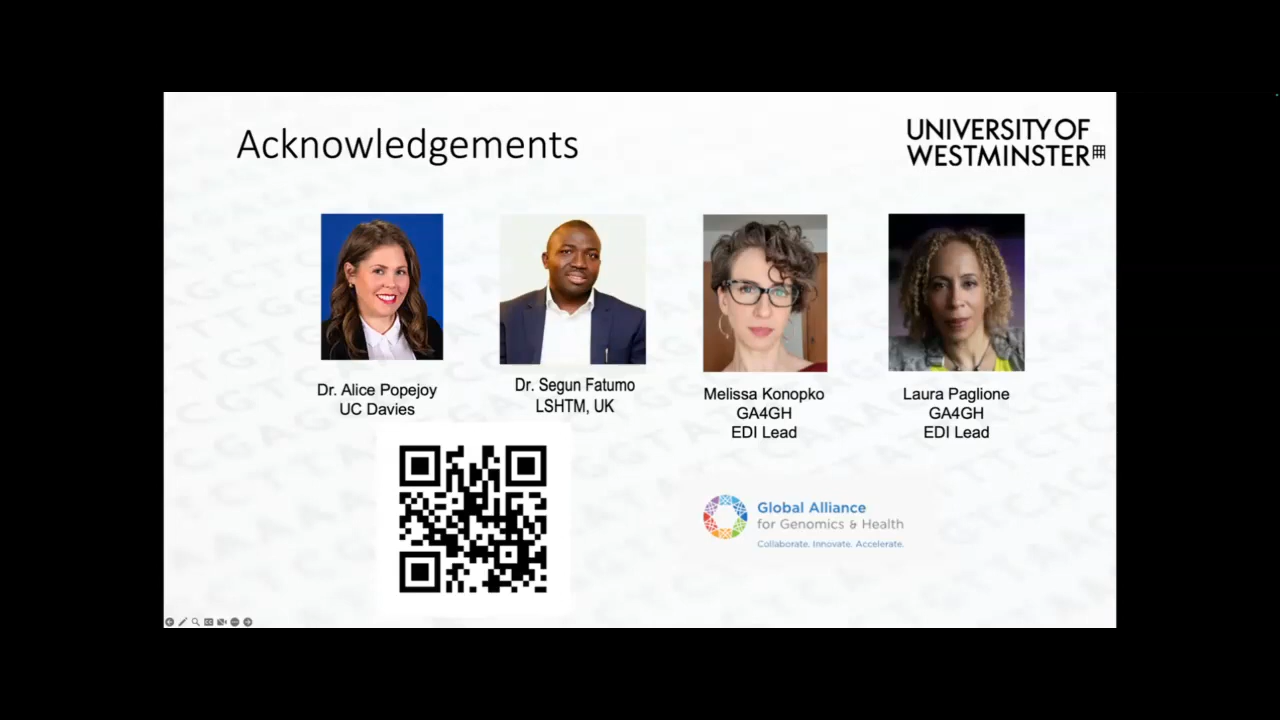 Acknowledgements
UNIVERSITY OF
WESTMINSTER
Dr. Alice Popejoy
UC Davies
Dr. Segun Fatumo
LSHTM, UK
Melissa Konopko
GA4GH
EDI Lead
Laura Paglione
GA4GH
EDI Lead
Global Alliance
for Genomics & Health
Collaborate. Innovate. Accelerate.